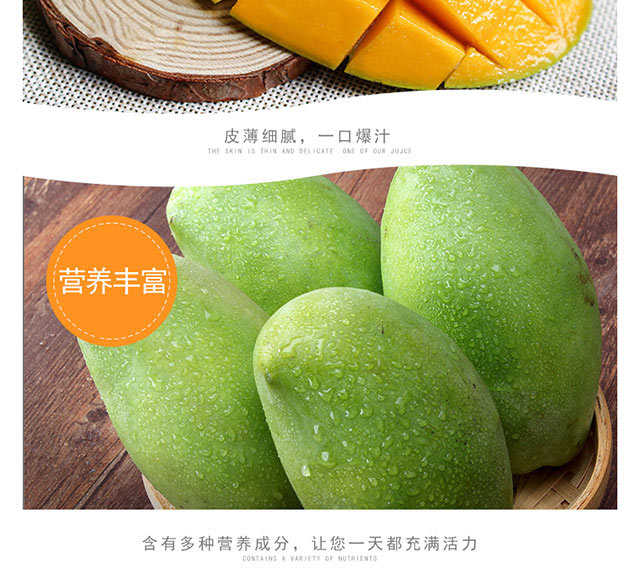 皮薄细腻，一口爆汁
THE SKIN IS THIN AND DELICATE ONE OF OUR JUJCE
营养丰富
含有多种营养成分，让您一天都充满活力
CONTAINS A VARIETY OF NUTRIENTO